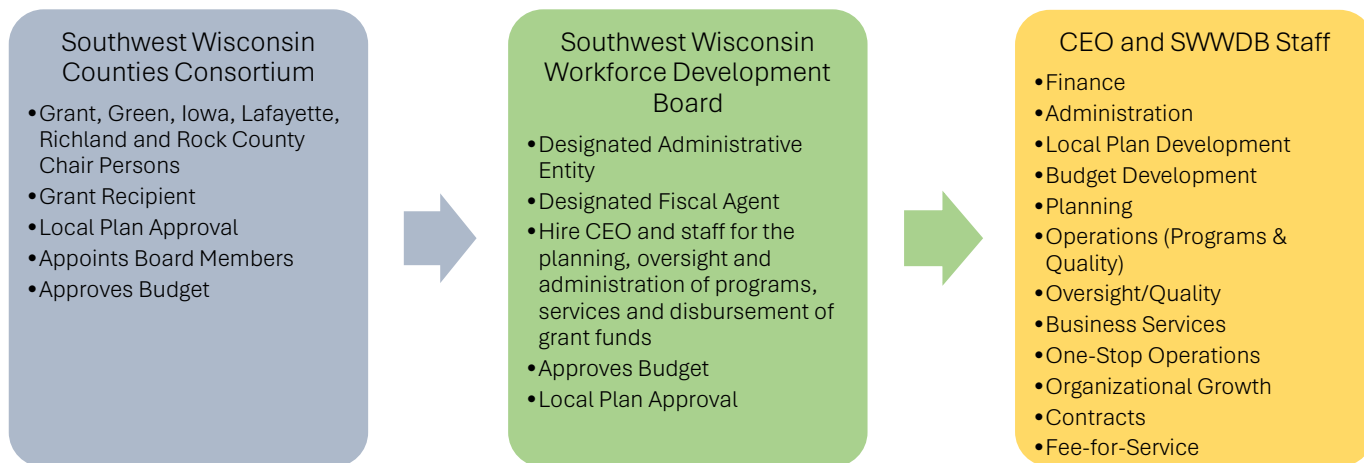 Southwest Wisconsin
Counties Consortium
•Grant, Green, Iowa, Lafayette,
Richland and Rock County
Chair Persons
•Grant Recipient
•Local Plan Approval
•Appoints Board Members
•Approves Budget
Southwest Wisconsin
Workforce Development
Board
•Designated Administrative
Entity
•Designated Fiscal Agent
•Hire CEO and staff for the
planning, oversight and
administration of programs,
services and disbursement of
grant funds
•Approves Budget
•Local Plan Approval
CEO and SWWDB Staff
•Finance
•Administration
•Local Plan Development
•Budget Development
•Planning
•Operations (Programs &
Quality)
•Oversight/Quality
•Business Services
•One-Stop Operations
•Organizational Growth
•Contracts
•Fee-for-Service